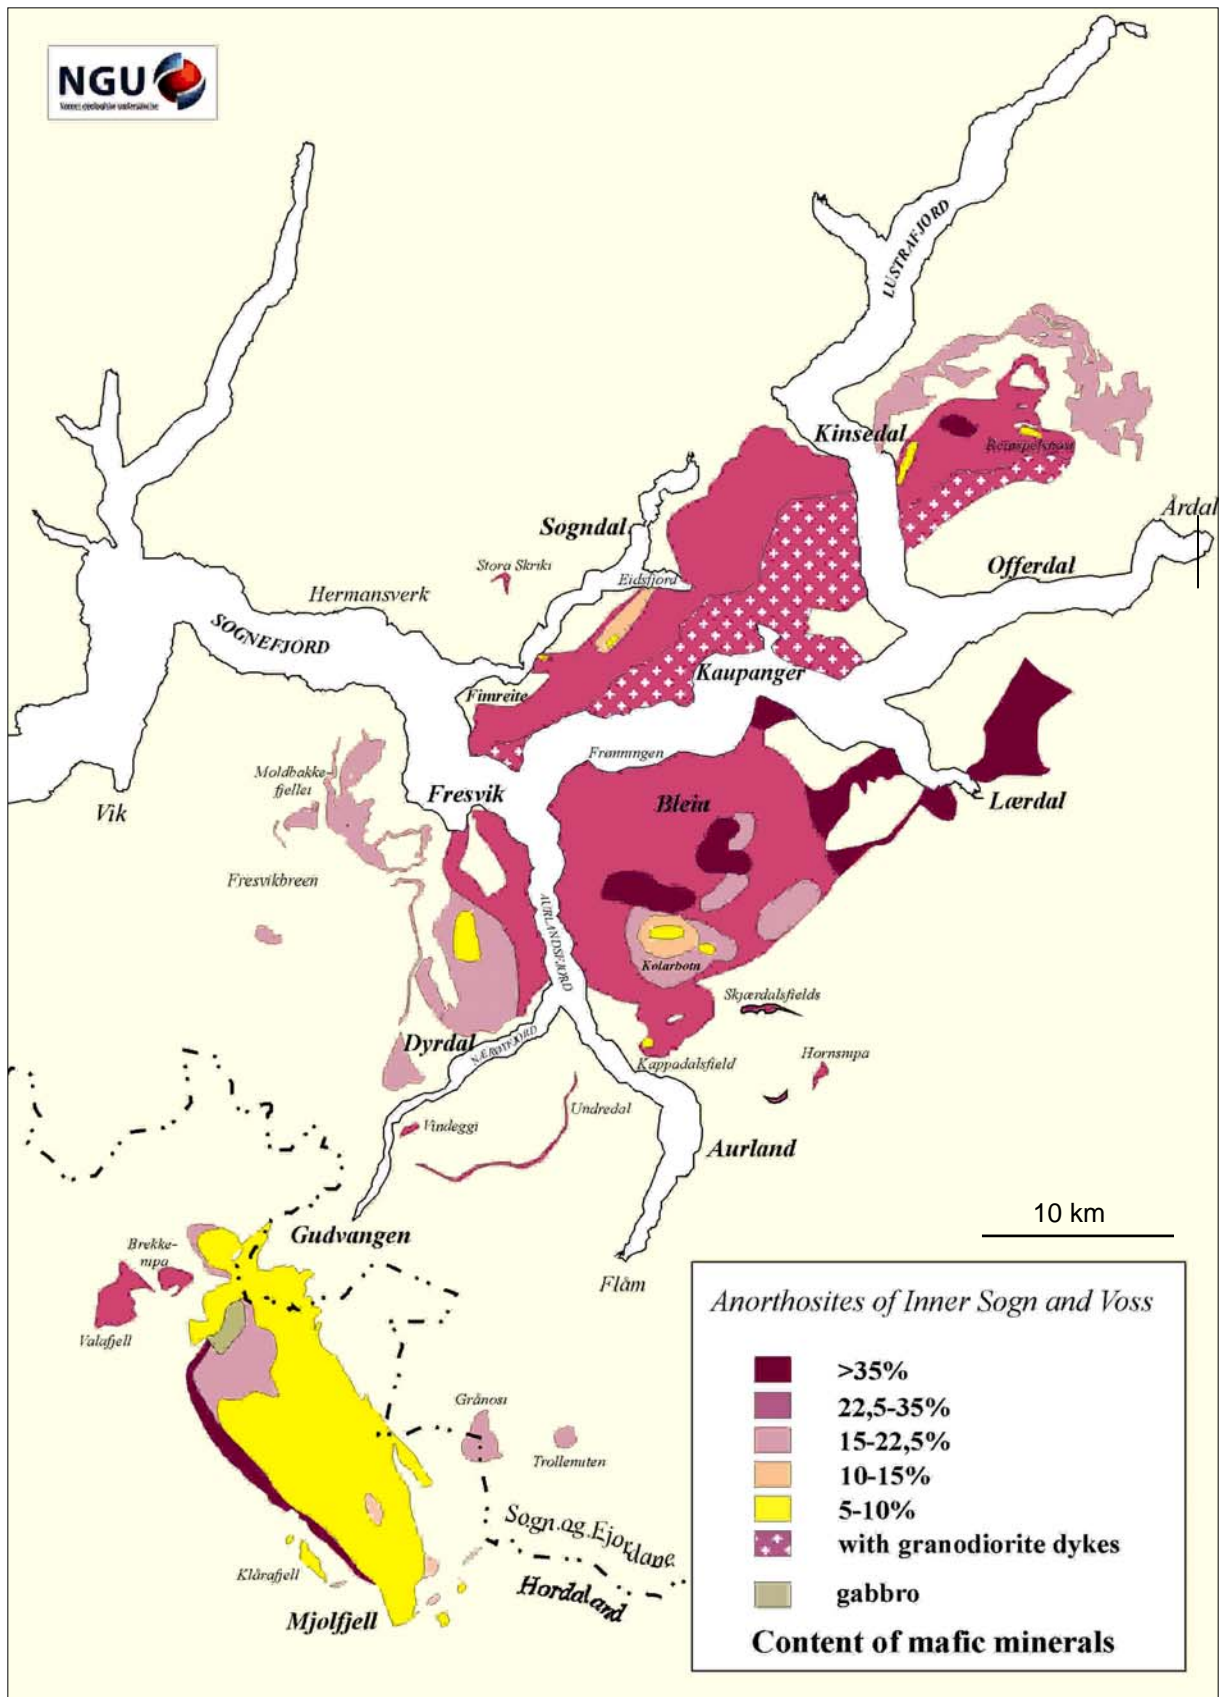 NGU
Norges geologiske undersøkelse
LUSTRAFJORD
Kinsedal
Årdal
Sogndal
Offerdal
Stora Skriki
Eidsfjord
Hermansverk
SOGNEFJORD
Kaupanger
Fimreite
Frønningen
Moldbakke-
fjellet
Fresvik
Bleia
Lærdal
Vik
Fresvikbreen
AURLANDSFJORD
Kolarbotn
Skjærdalsfields
Dyrdal
NÆRØYFJORD
Kappadalsfield
Hornsnipa
Undredal
Vindeggi
Aurland
10 km
Gudvangen
Brekke-
nipa
Flåm
Valafjell
Anorthosites of Inner Sogn and Voss
>35%
22,5-35%
15-22,5%
10-15%
5-10%
with granodiorite dykes
gabbro
Content of mafic minerals
Grånosi
Trollenuten
Sogn.og.Fjordane
Hordaland
Klårafjell
Mjolfjell